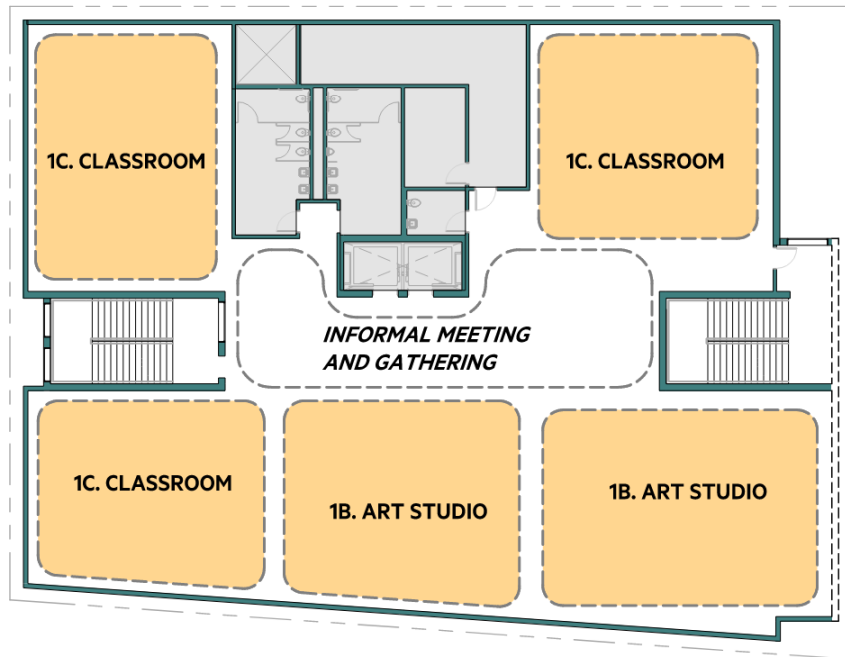 1C. CLASSROOM
1C. CLASSROOM
INFORMAL MEETING
AND GATHERING
1C. CLASSROOM
1B. ART STUDIO
1B. ART STUDIO